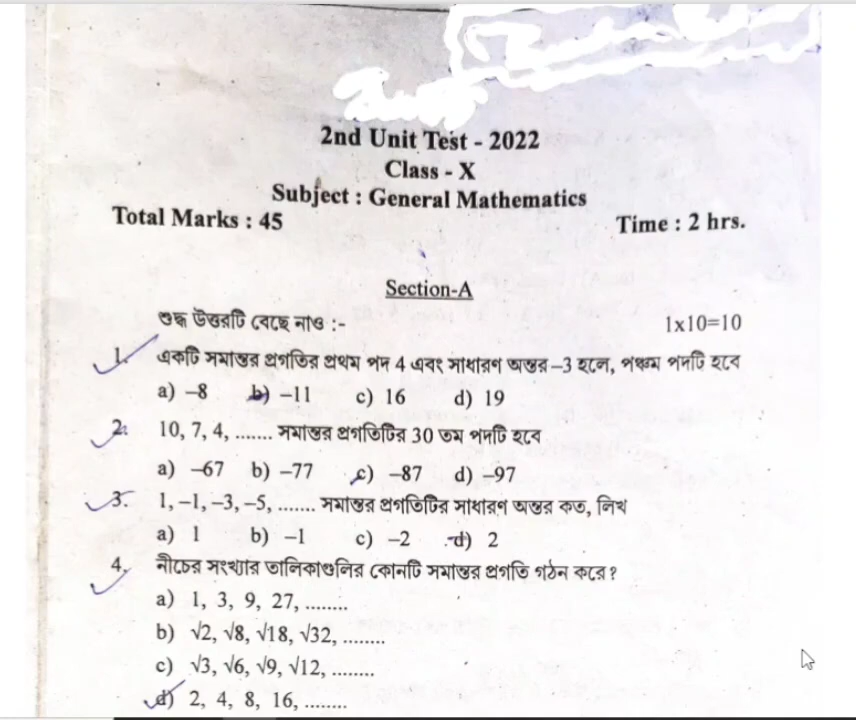 2nd Unit Test - 2022
Class - X
Subject : General Mathematics
Total Marks : 45 Time : 2 hrs.
Section-A
শুদ্ধ উত্তরটি বেছে নাও :- 1x10=10
1. একটি সমান্তর প্রগতির প্রথম পদ 4 এবং সাধারণ অন্তর –3 হলে, পঞ্চম পদটি হবে
a) –8 b) –11 c) 16 d) 19
2. 10, 7, 4, ....... সমান্তর প্রগতিটির 30 তম পদটি হবে
a) –67 b) –77 c) –87 d) –97
3. 1, –1, –3, –5, ....... সমান্তর প্রগতিটির সাধারণ অন্তর কত, লিখ
a) 1 b) –1 c) –2 d) 2
4. নীচের সংখ্যার তালিকাগুলির কোনটি সমান্তর প্রগতি গঠন করে?
a) 1, 3, 9, 27, ........
b) √2, √8, √18, √32, ........
c) √3, √6, √9, √12, ........
d) 2, 4, 8, 16, ........